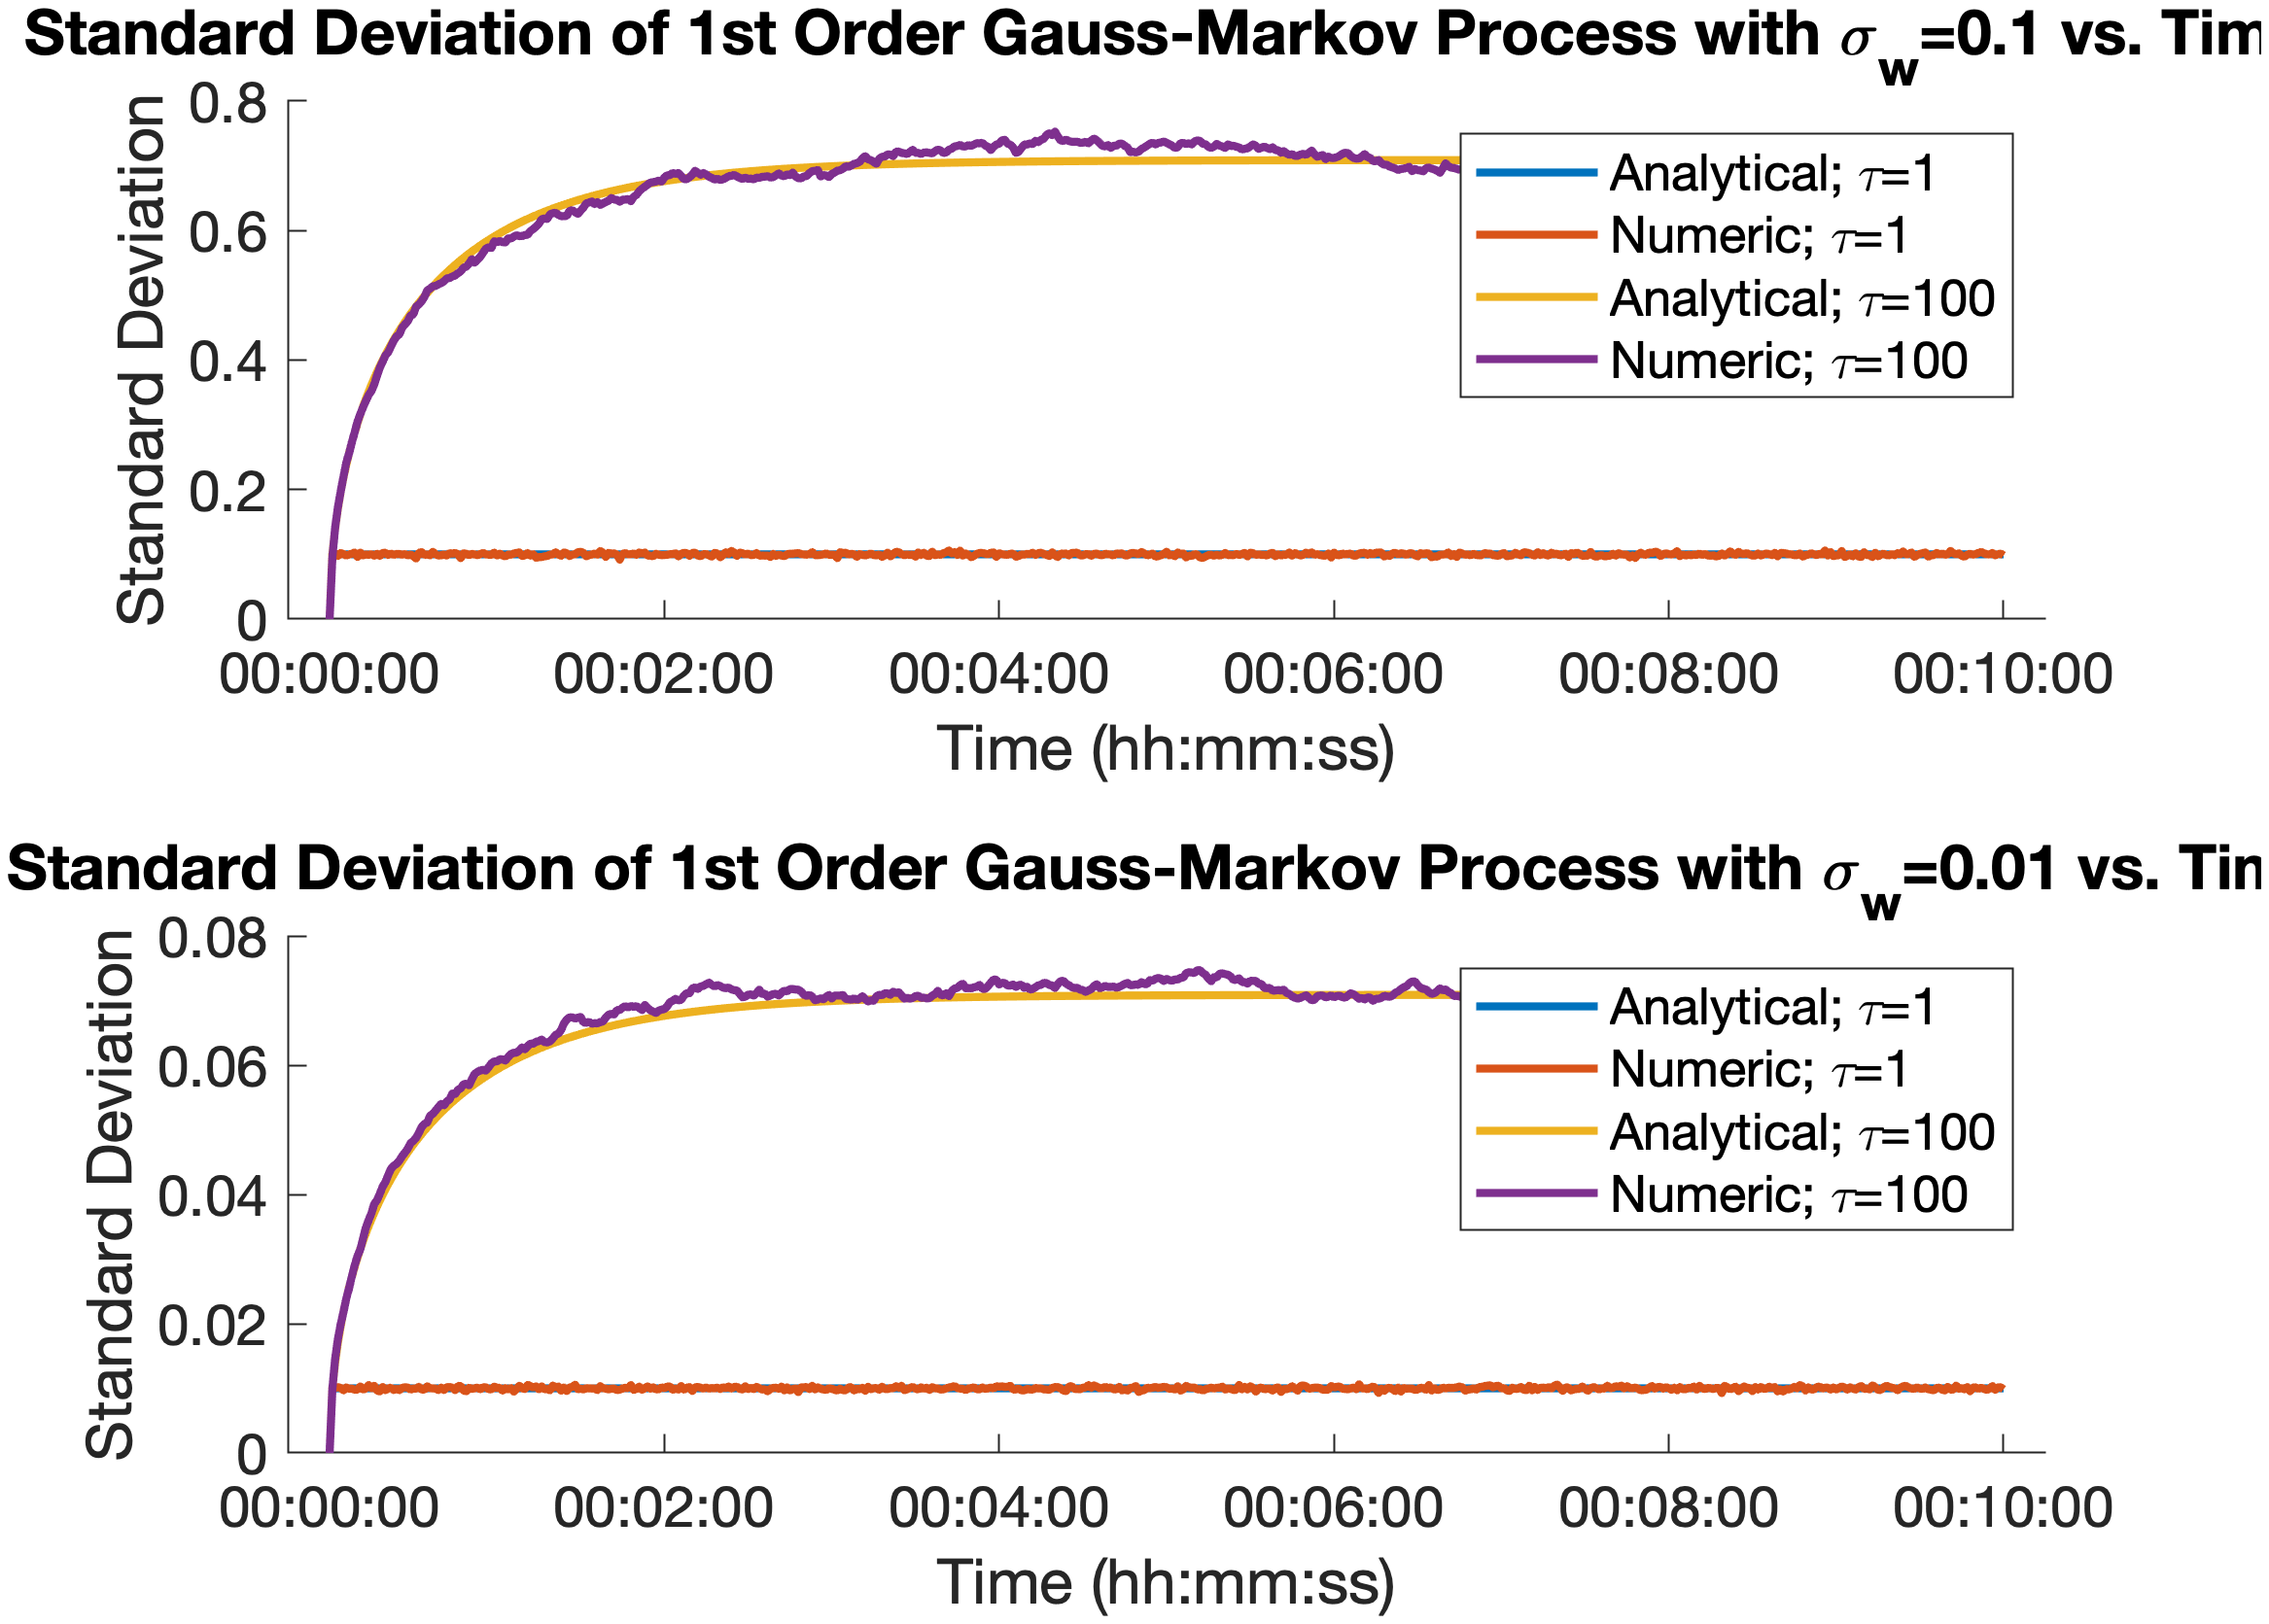 Standard Deviation of 1st Order Gauss-Markov Process with σw=0.1 vs. Tim
Standard Deviation
0.8
0.6
0.4
0.2
0
Analytical; τ=1
Numeric; τ=1
Analytical; τ=100
Numeric; τ=100
00:00:00 00:02:00 00:04:00 00:06:00 00:08:00 00:10:00
Time (hh:mm:ss)
Standard Deviation of 1st Order Gauss-Markov Process with σw=0.01 vs. Tim
Standard Deviation
0.08
0.06
0.04
0.02
0
Analytical; τ=1
Numeric; τ=1
Analytical; τ=100
Numeric; τ=100
00:00:00 00:02:00 00:04:00 00:06:00 00:08:00 00:10:00
Time (hh:mm:ss)